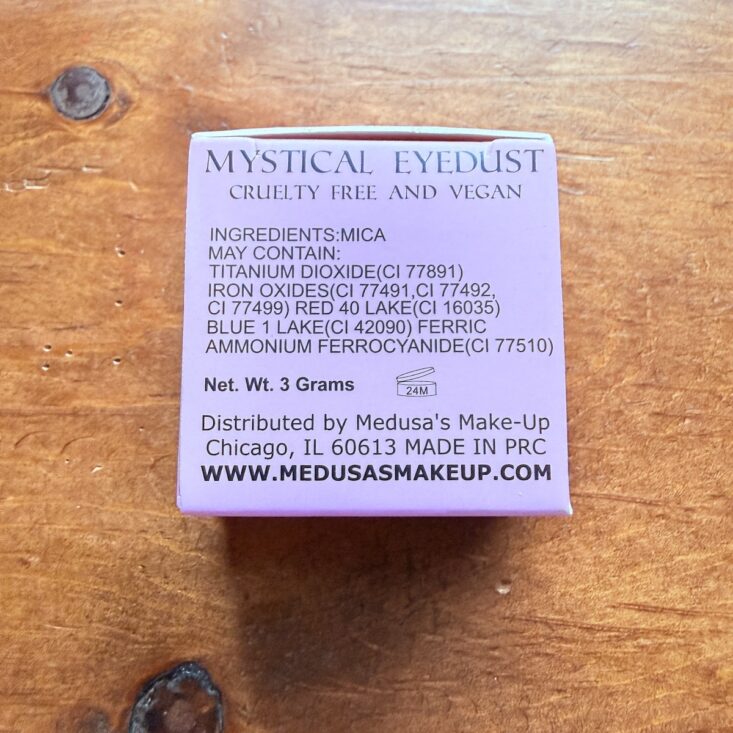 MYSTICAL EYEDUST
CRUELTY FREE AND VEGAN
INGREDIENTS:MICA
MAY CONTAIN:
TITANIUM DIOXIDE(CI 77891)
IRON OXIDES(CI 77491,CI 77492,
CI 77499) RED 40 LAKE(CI 16035)
BLUE 1 LAKE(CI 42090) FERRIC
AMMONIUM FERROCYANIDE(CI 77510)
Net. Wt. 3 Grams 24M
Distributed by Medusa's Make-Up
Chicago, IL 60613 MADE IN PRC
WWW.MEDUSASMAKEUP.COM